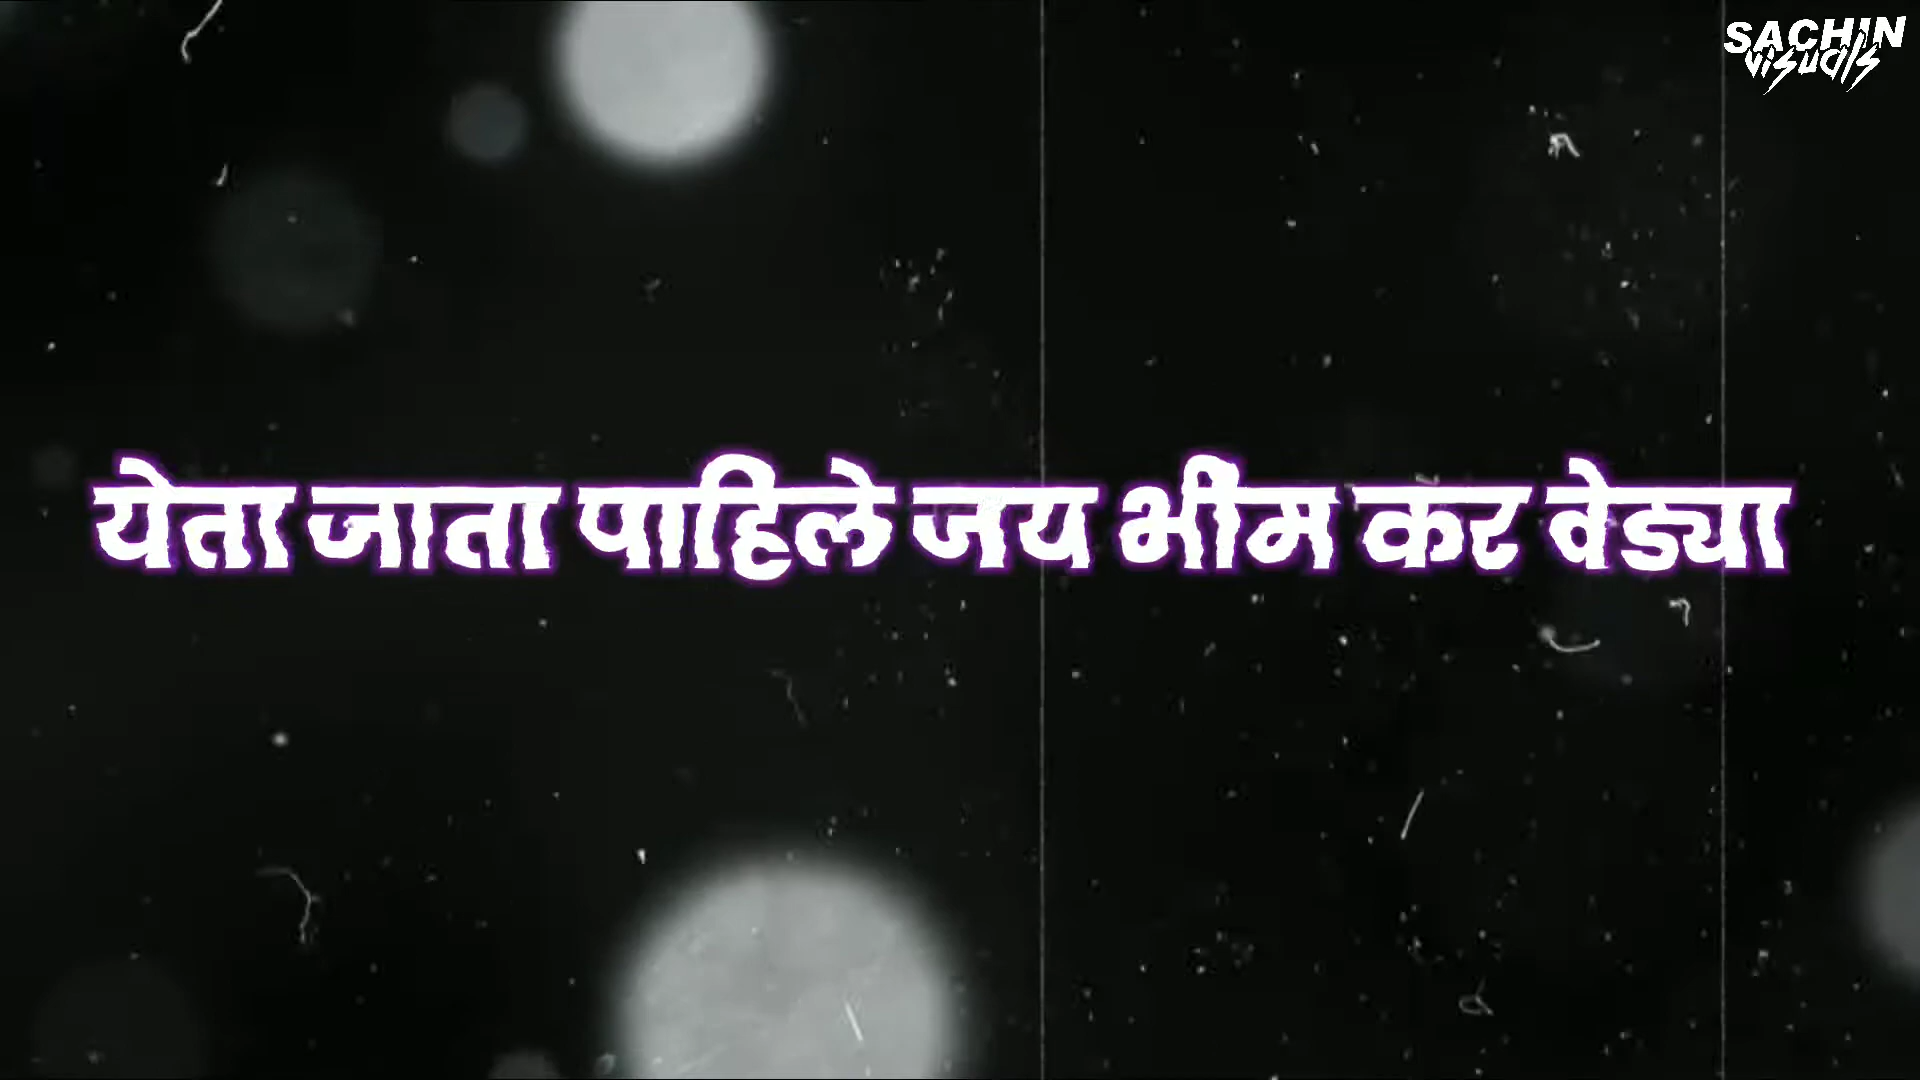 SACHIN
visuals
येता जाता पाहिले जय भीम कर वेड्या